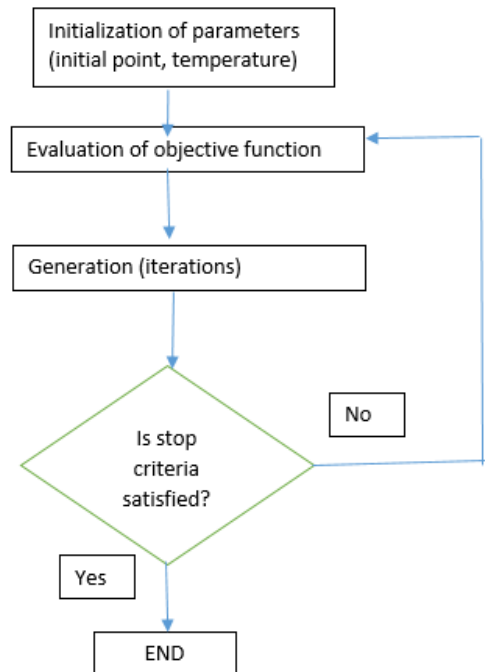 Initialization of parameters
(initial point, temperature)
Evaluation of objective function
Generation (iterations)
Is stop
criteria
satisfied?
No
Yes
END